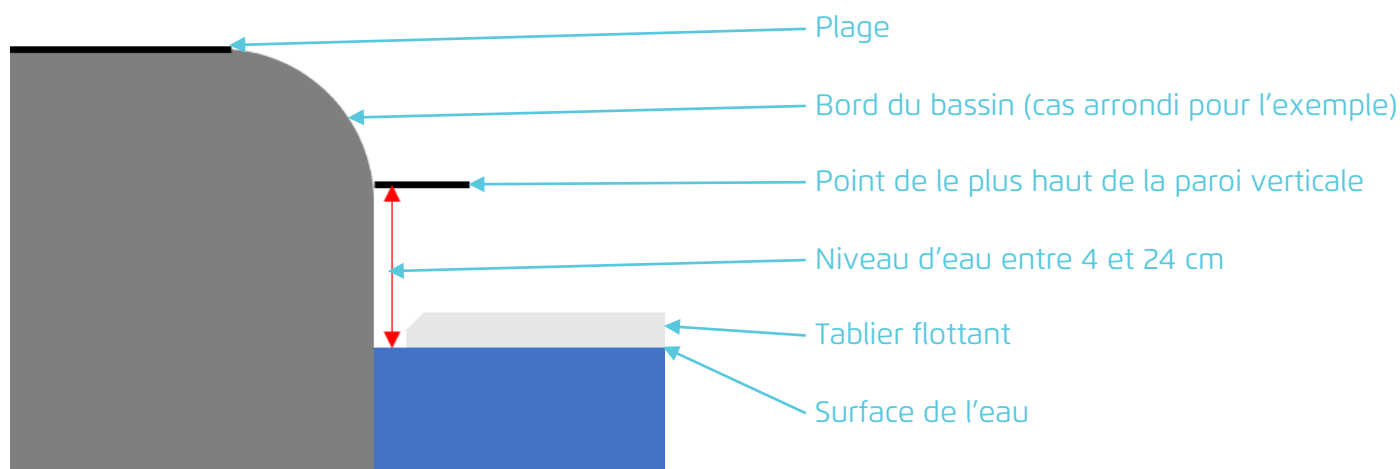 Plage
Bord du bassin (cas arrondi pour l'exemple)
Point de le plus haut de la paroi verticale
Niveau d'eau entre 4 et 24 cm
Tablier flottant
Surface de l'eau